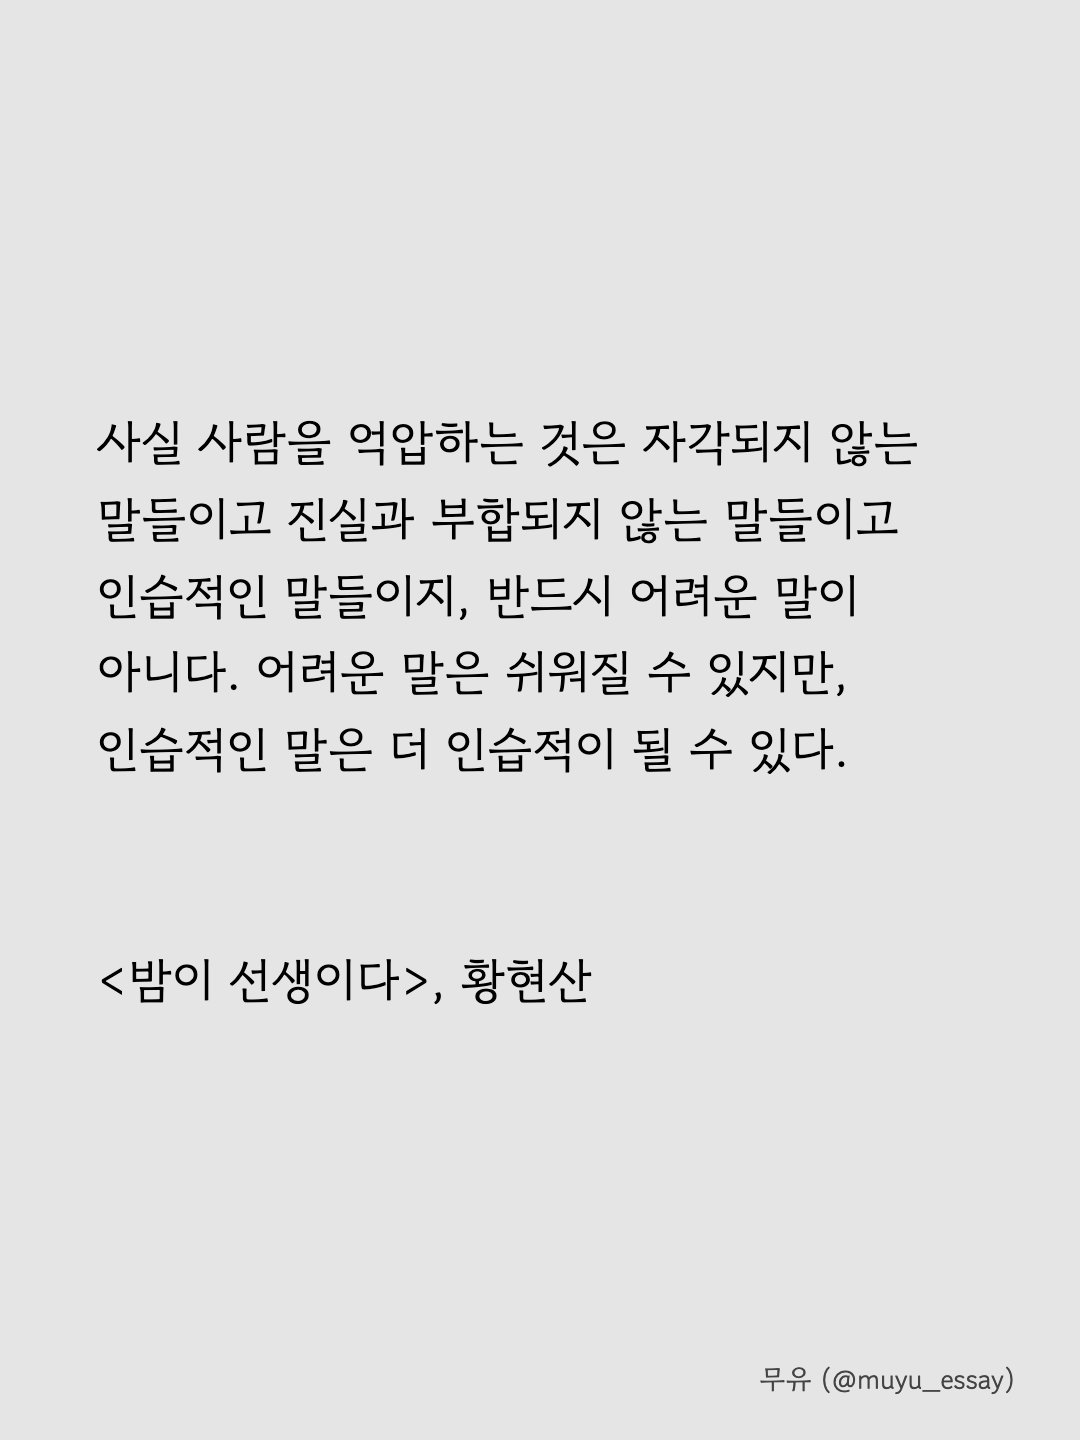 사실 사람을 억압하는 것은 자각되지 않는
말들이고 진실과 부합되지 않는 말들이고
인습적인 말들이지, 반드시 어려운 말이
아니다. 어려운 말은 쉬워질 수 있지만,
인습적인 말은 더 인습적이 될 수 있다.
<밤이 선생이다>, 황현산
무유 (@muyu_essay)